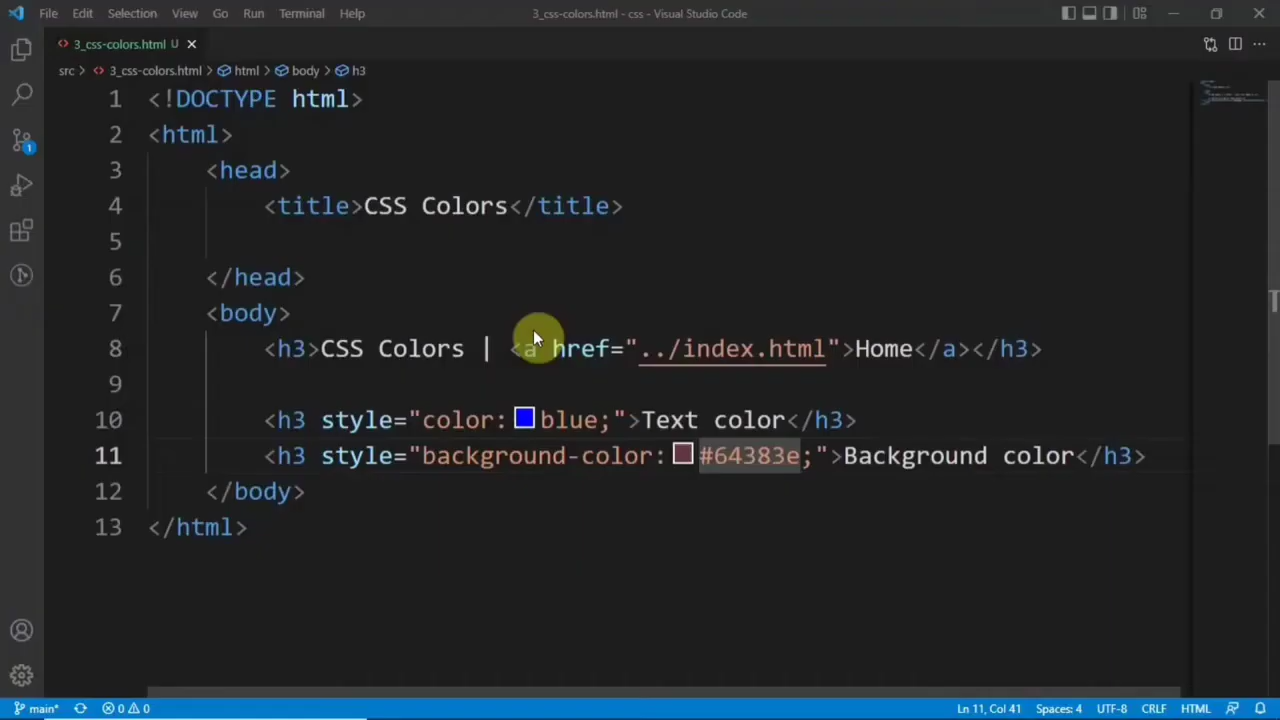 File Edit Selection View Go Run Terminal Help 3_css-colors.html - css - Visual Studio Code
3_css-colors.html U
src > 3_css-colors.html > html > body > h3
1 <!DOCTYPE html>
2 <html>
3     <head>
4         <title>CSS Colors</title>
5
6     </head>
7     <body>
8         <h3>CSS Colors | <a href="../index.html">Home</a></h3>
9
10         <h3 style="color:blue;">Text color</h3>
11         <h3 style="background-color:#64383e;">Background color</h3>
12     </body>
13 </html>
1
main* 0 0 Ln 11, Col 41 Spaces: 4 UTF-8 CRLF HTML